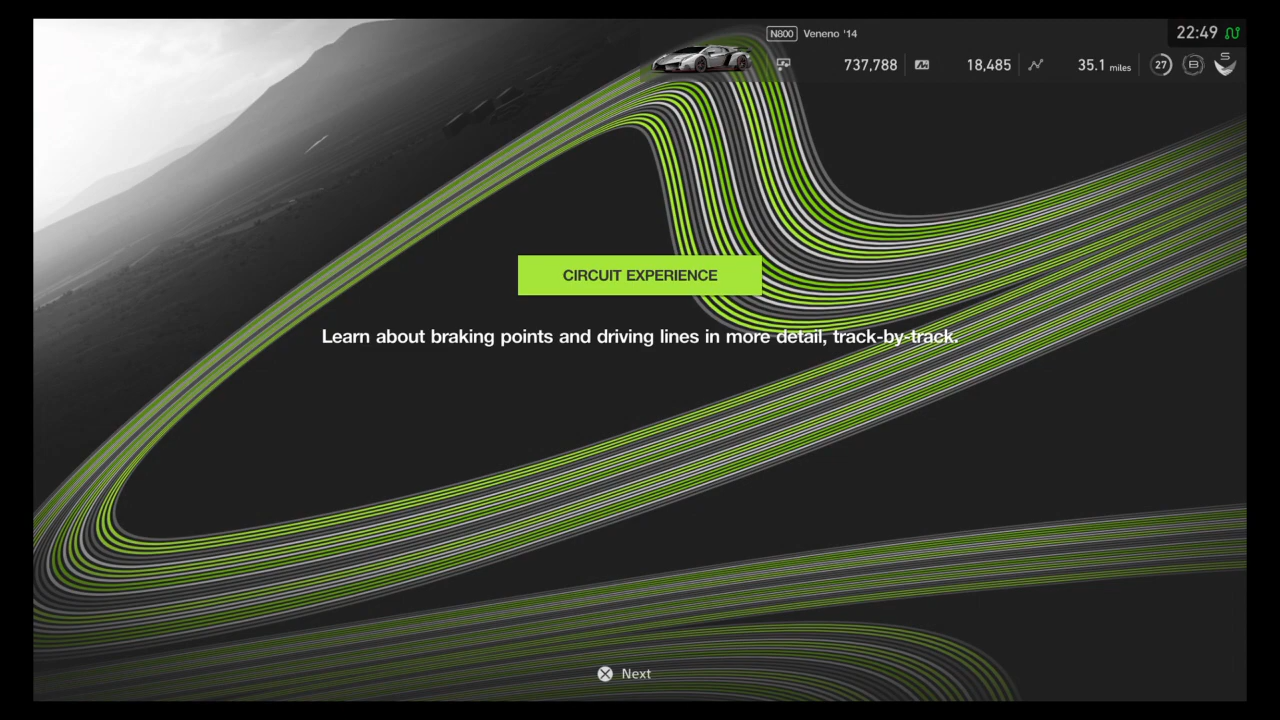 N800 Veneno '14
22:49
737,788 18,485 35.1 miles 27 B S
CIRCUIT EXPERIENCE
Learn about braking points and driving lines in more detail, track-by-track.
Next